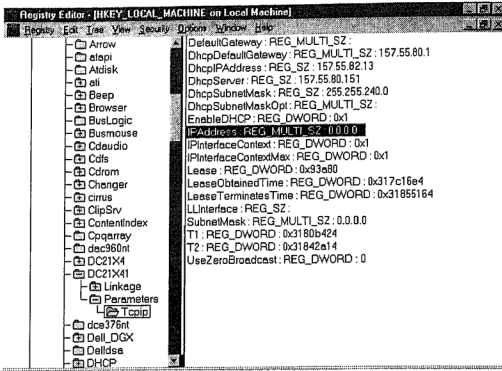 Registry Editor - [HKEY_LOCAL_MACHINE on Local Machine]
Registry Edit Tree View Security Options Window Help
Arrow
atapi
Atdisk
ati
Beep
Browser
BusLogic
Busmouse
Cdaudio
Cdfs
Cdrom
Changer
cirrus
ClipSrv
ContentIndex
Cpqarray
dac960nt
DC21X4
DC21X41
Linkage
Parameters
Tcpip
dce376nt
Dell_DGX
Delldsa
DHCP
DefaultGateway : REG_MULTI_SZ :
DhcpDefaultGateway : REG_MULTI_SZ : 157.55.80.1
DhcpIPAddress : REG_SZ : 157.55.82.13
DhcpServer : REG_SZ : 157.55.80.151
DhcpSubnetMask : REG_SZ : 255.255.240.0
DhcpSubnetMaskOpt : REG_MULTI_SZ :
EnableDHCP : REG_DWORD : 0x1
IPAddress : REG_MULTI_SZ : 0.0.0.0
IPInterfaceContext : REG_DWORD : 0x1
IPInterfaceContextMax : REG_DWORD : 0x1
Lease : REG_DWORD : 0x93a80
LeaseObtainedTime : REG_DWORD : 0x317c16e4
LeaseTerminatesTime : REG_DWORD : 0x31855164
LLInterface : REG_SZ :
SubnetMask : REG_MULTI_SZ : 0.0.0.0
T1 : REG_DWORD : 0x3180b424
T2 : REG_DWORD : 0x31842a14
UseZeroBroadcast : REG_DWORD : 0